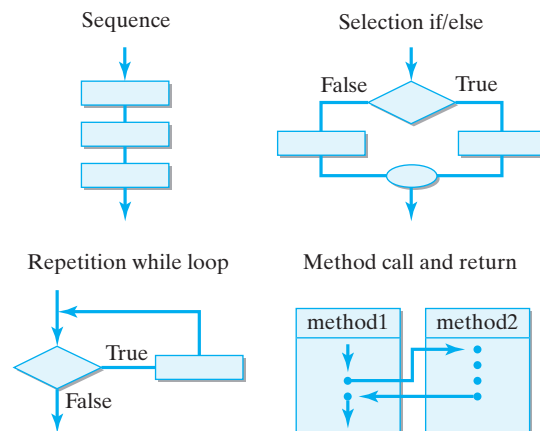 Sequence
Selection if/else
False
True
Repetition while loop
True
False
Method call and return
method1
method2